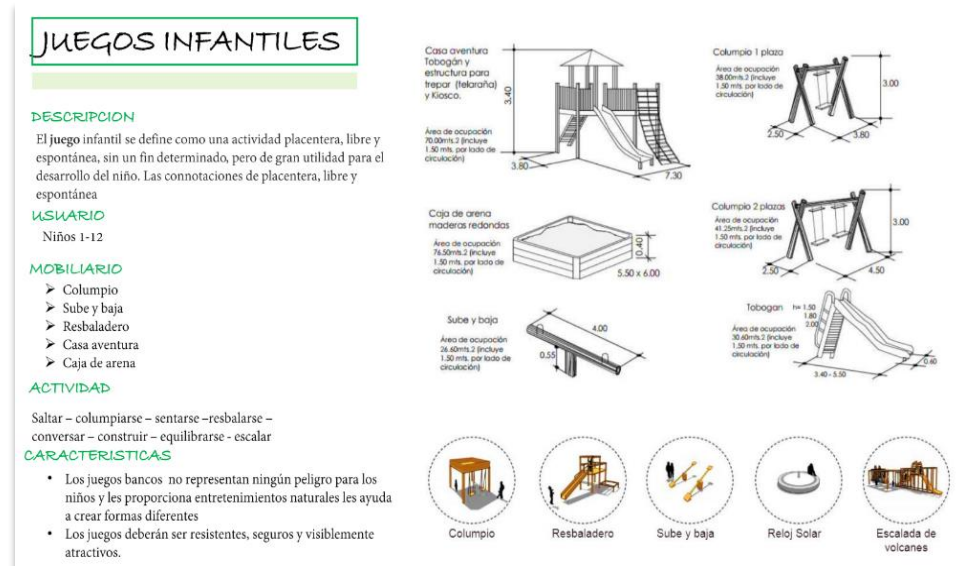 JUEGOS INFANTILES
DESCRIPCION
El juego infantil se define como una actividad placentera, libre y
espontánea, sin un fin determinado, pero de gran utilidad para el
desarrollo del niño. Las connotaciones de placentera, libre y
espontánea
USUARIO
Niños 1-12
MOBILIARIO
➢ Columpio
➢ Sube y baja
➢ Resbaladero
➢ Casa aventura
➢ Caja de arena
ACTIVIDAD
Saltar – columpiarse – sentarse –resbalarse –
conversar – construir – equilibrarse - escalar
CARACTERISTICAS
• Los juegos bancos no representan ningún peligro para los
niños y les proporciona entretenimientos naturales les ayuda
a crear formas diferentes
• Los juegos deberán ser resistentes, seguros y visiblemente
atractivos.
Casa aventura
Tobogán y
estructura para
trepar (telaraña)
y Kiosco.
Área de ocupación
70.00mts.2 (incluye
1.50 mts. por lado de
circulación)
3.40
3.80
7.30
Columpio 1 plaza
Área de ocupación
38.00mts.2 (incluye
1.50 mts. por lado de
circulación)
3.00
2.50
3.80
Caja de arena
maderas redondas
Área de ocupación
76.50mts.2 (incluye
1.50 mts. por lado de
circulación)
0.40
5.50 x 6.00
Columpio 2 plazas
Área de ocupación
41.25mts.2 (incluye
1.50 mts. por lado de
circulación)
3.00
2.50
4.50
Sube y baja
Área de ocupación
26.60mts.2 (incluye
1.50 mts. por lado de
circulación)
4.00
0.55
Tobogan
h= 1.50
1.80
2.00
Área de ocupación
30.60mts.2 (incluye
1.50 mts. por lado de
circulación)
3.40 - 5.50
0.60
Columpio
Resbaladero
Sube y baja
Reloj Solar
Escalada de
volcanes